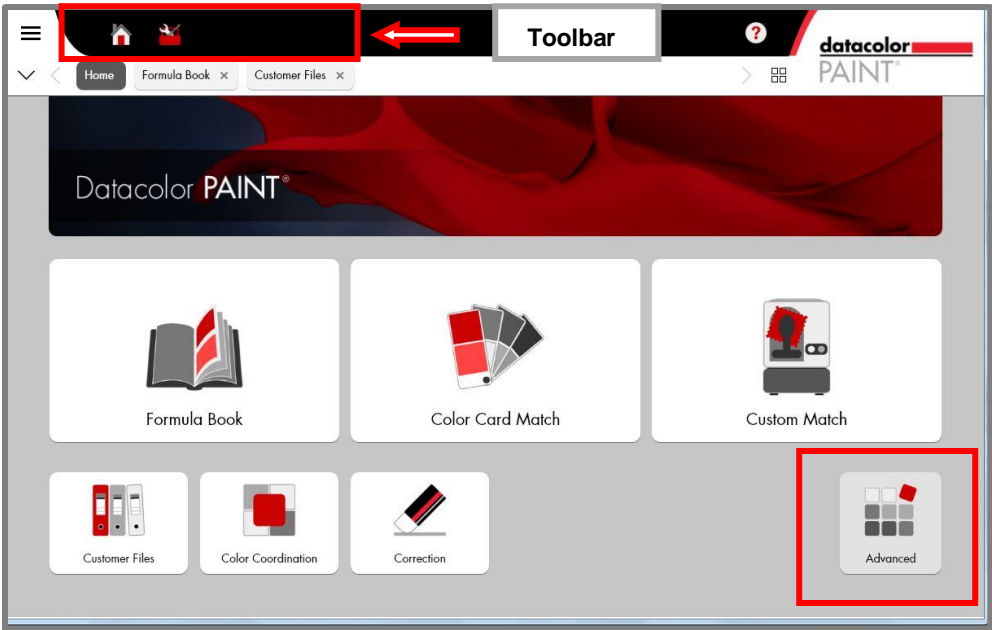 Toolbar
?
datacolor
PAINT®
Home
Formula Book ×
Customer Files ×
Datacolor PAINT®
Formula Book
Color Card Match
Custom Match
Customer Files
Color Coordination
Correction
Advanced